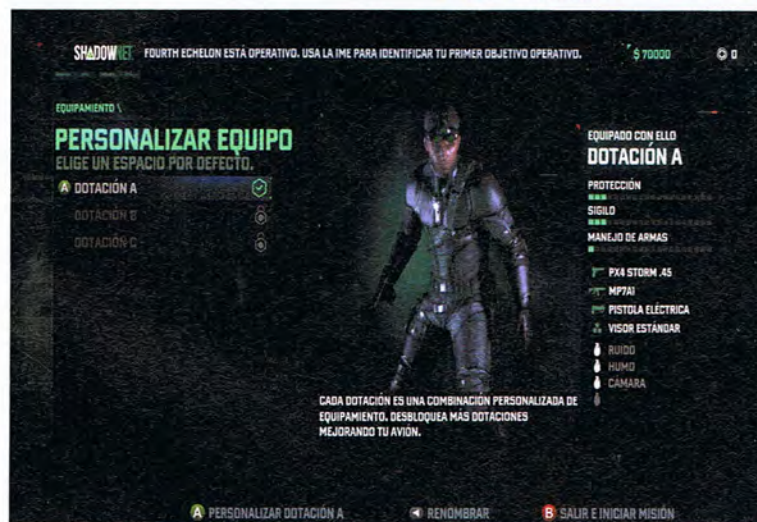 SHADOWNET
FOURTH ECHELON ESTÁ OPERATIVO. USA LA IME PARA IDENTIFICAR TU PRIMER OBJETIVO OPERATIVO.
$ 70000
0
EQUIPAMIENTO \
PERSONALIZAR EQUIPO
ELIGE UN ESPACIO POR DEFECTO.
A DOTACIÓN A
DOTACIÓN B
DOTACIÓN C
EQUIPADO CON ELLO
DOTACIÓN A
PROTECCIÓN
SIGILO
MANEJO DE ARMAS
PX4 STORM .45
MP7A1
PISTOLA ELÉCTRICA
VISOR ESTÁNDAR
RUIDO
HUMO
CÁMARA
CADA DOTACIÓN ES UNA COMBINACIÓN PERSONALIZADA DE
EQUIPAMIENTO. DESBLOQUEA MÁS DOTACIONES
MEJORANDO TU AVIÓN.
A PERSONALIZAR DOTACIÓN A
RENOMBRAR
B SALIR E INICIAR MISIÓN